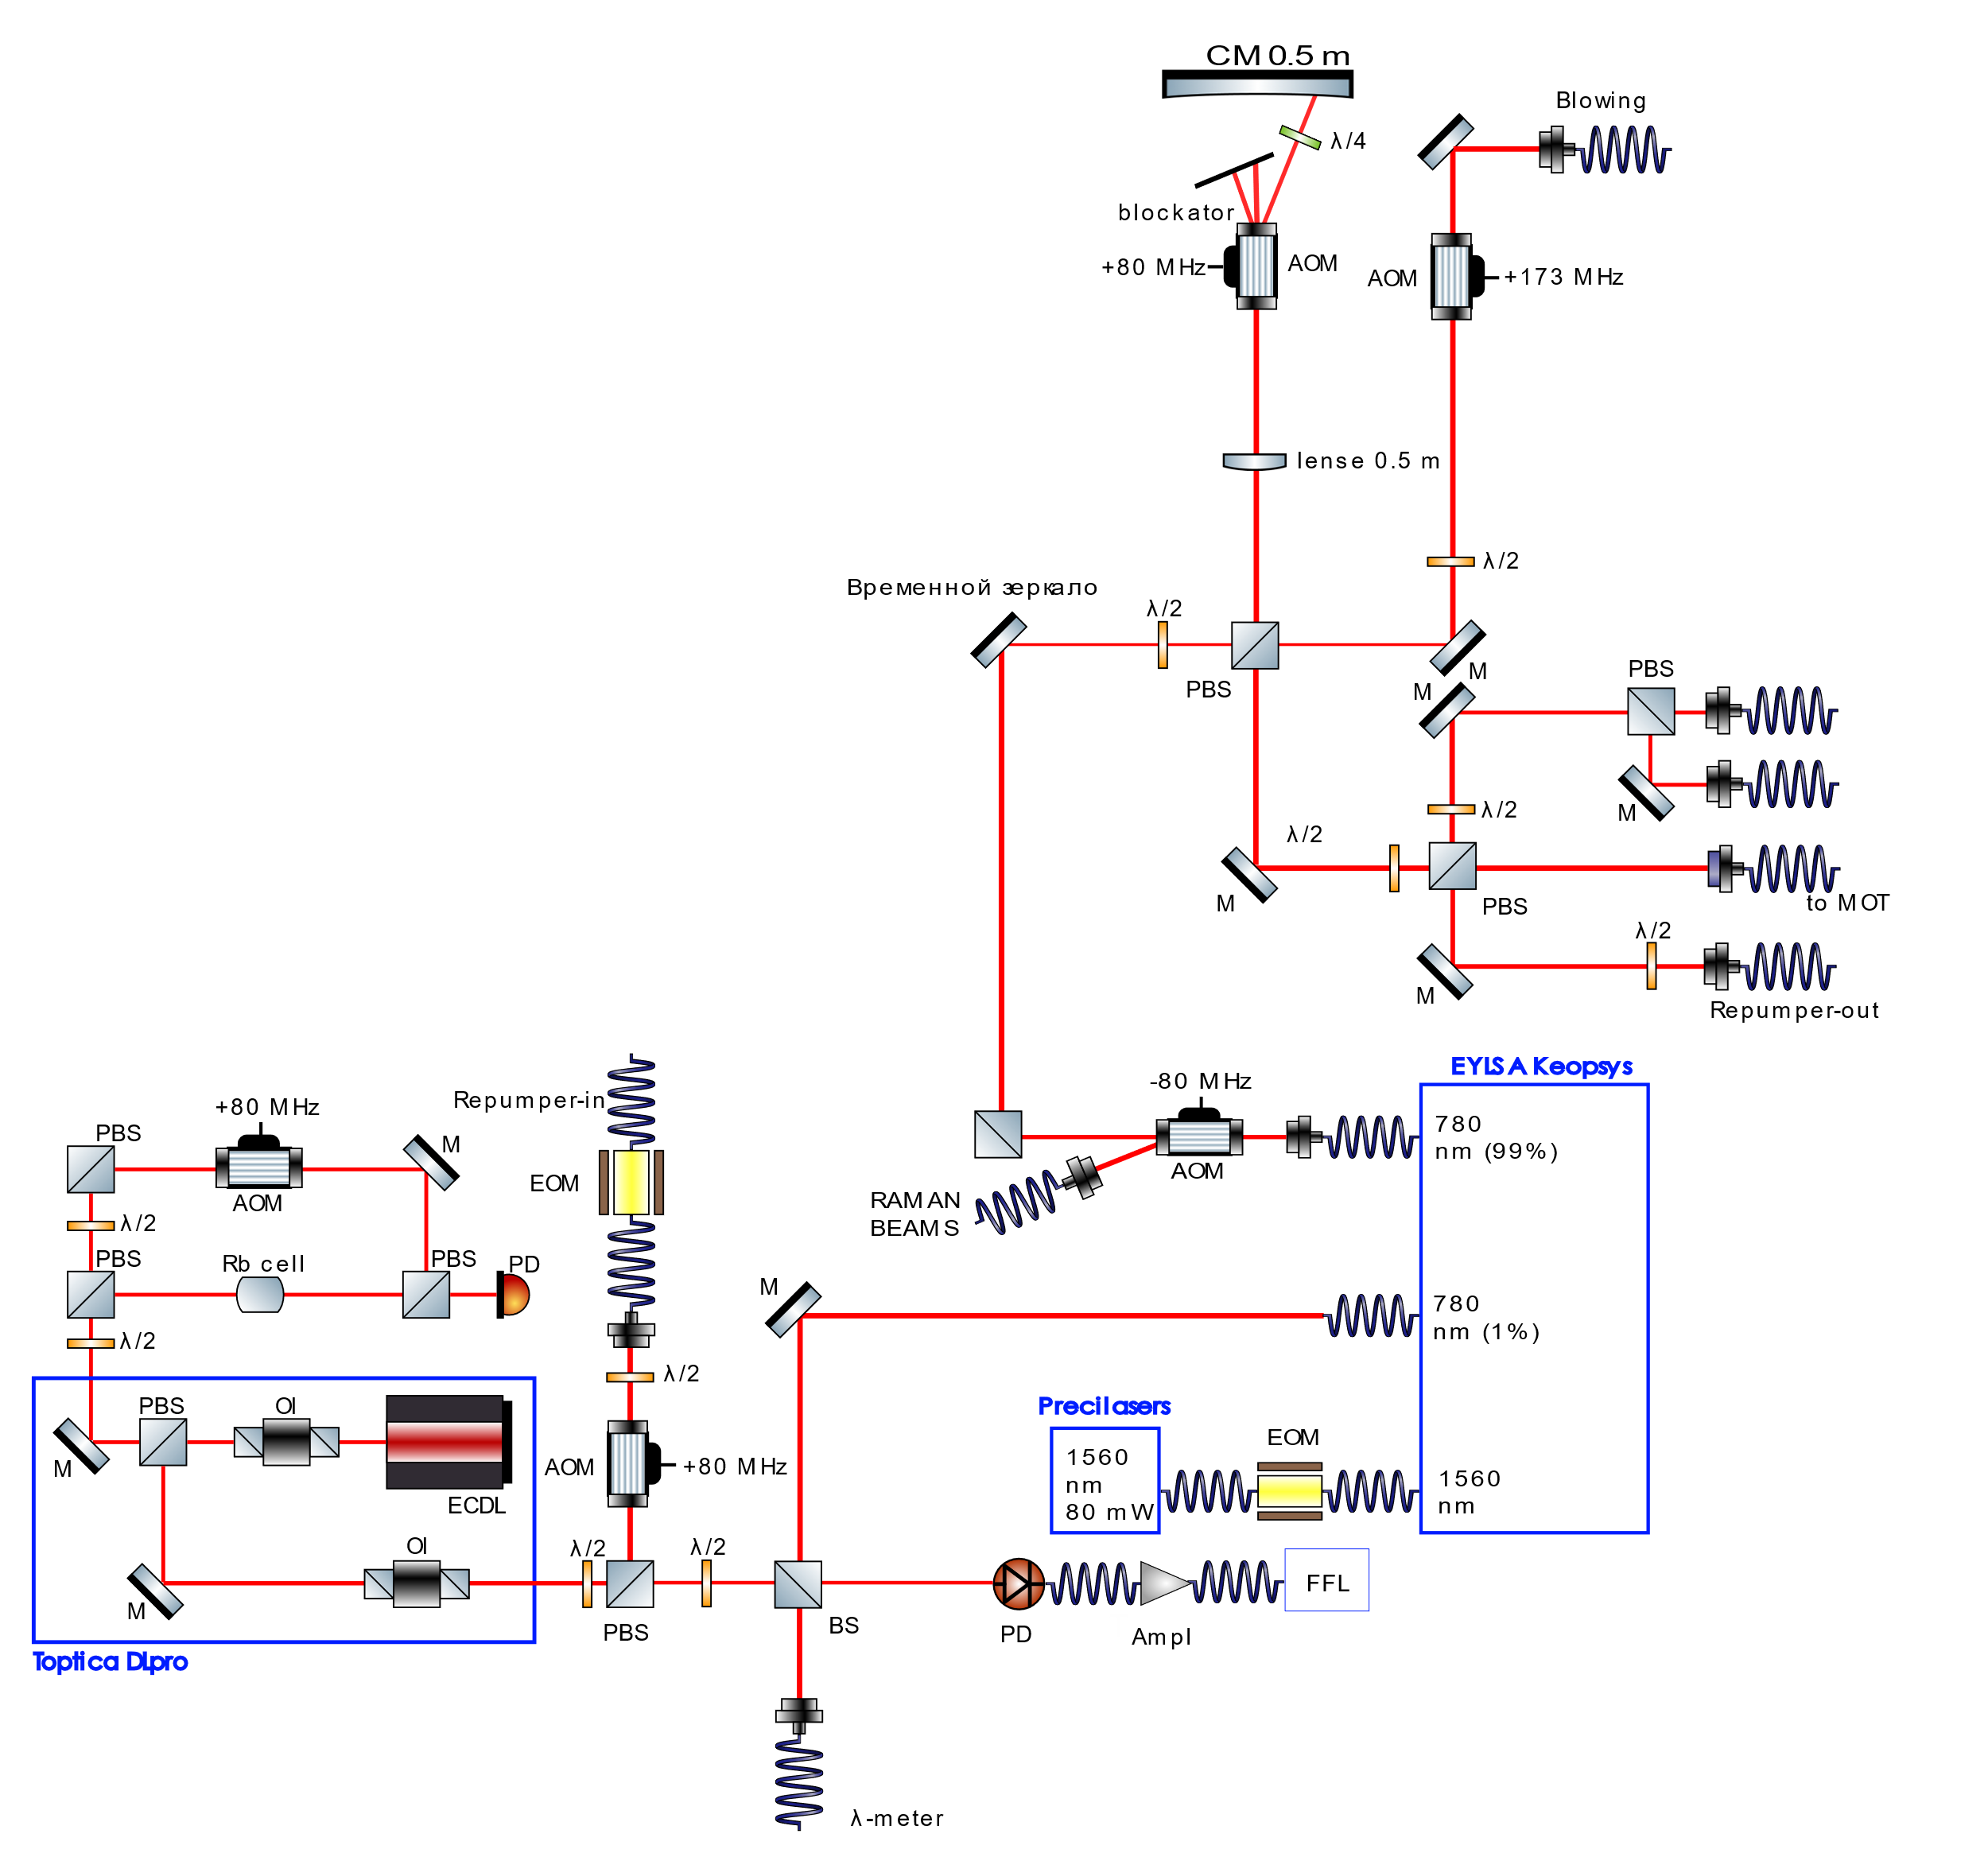 CM 0.5 m
Blowing
λ/4
blockator
+80 MHz
AOM
AOM
+173 MHz
lense 0.5 m
λ/2
Временной зеркало
λ/2
PBS
M
M
PBS
M
λ/2
λ/2
M
PBS
to MOT
λ/2
M
Repumper-out
EYLSA Keopsys
-80 MHz
780
nm (99%)
AOM
RAMAN
BEAMS
Repumper-in
+80 MHz
PBS
M
AOM
EOM
λ/2
PBS
Rb cell
PBS
PD
λ/2
M
780
nm (1%)
λ/2
Precilasers
PBS
OI
M
ECDL
AOM
+80 MHz
1560
nm
80 mW
EOM
1560
nm
OI
M
λ/2
λ/2
PBS
BS
PD
Ampl
FFL
Toptica DLpro
λ-meter